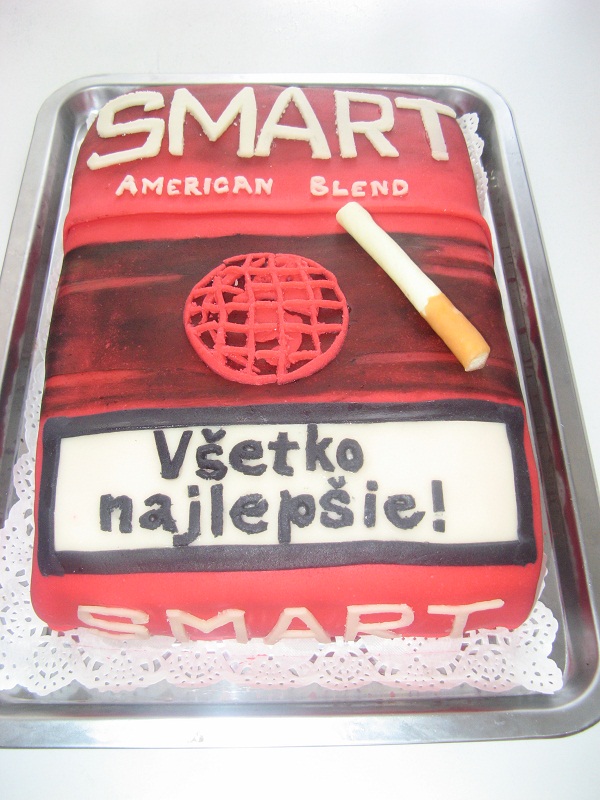 SMART
AMERICAN BLEND
Všetko
najlepšie!
SMART